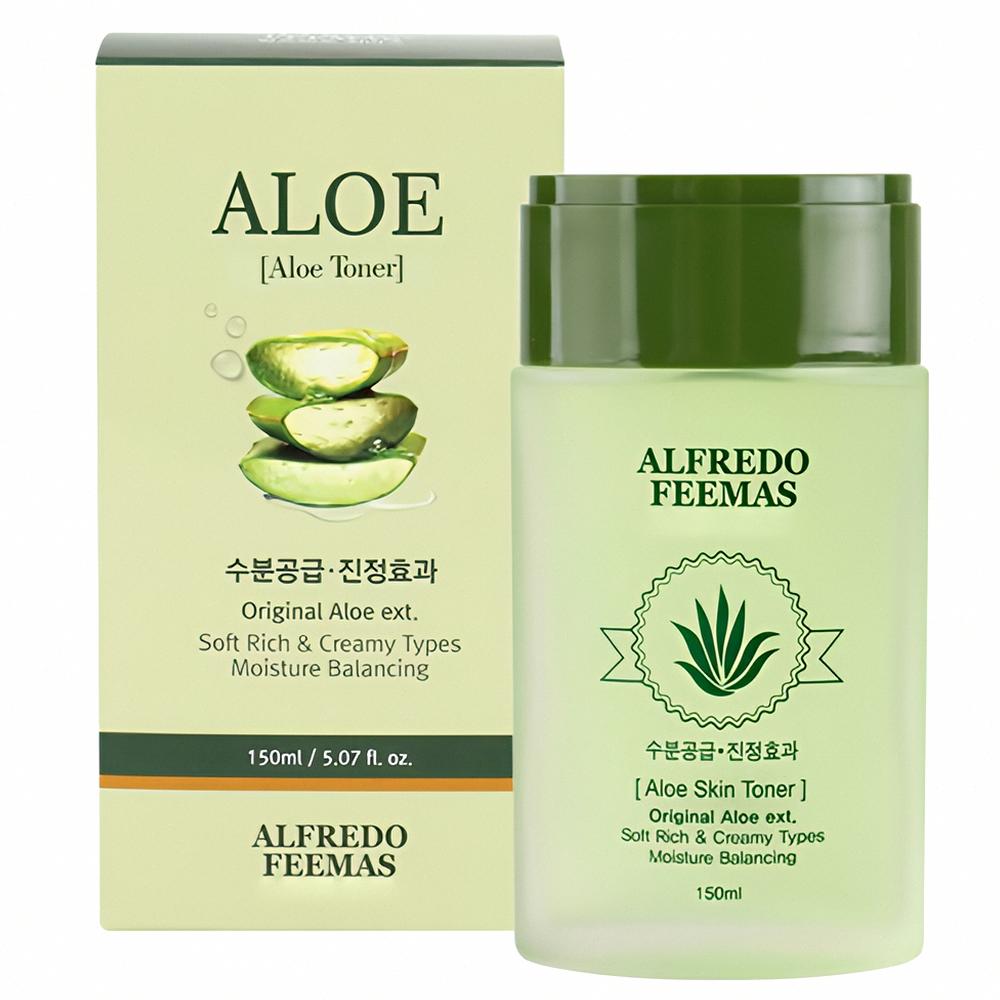 ALOE
[Aloe Toner]
수분공급·진정효과
Original Aloe ext.
Soft Rich & Creamy Types
Moisture Balancing
150ml / 5.07 fl. oz.
ALFREDO
FEEMAS
ALFREDO
FEEMAS
수분공급•진정효과
[ Aloe Skin Toner ]
Original Aloe ext.
Soft Rich & Creamy Types
Moisture Balancing
150ml